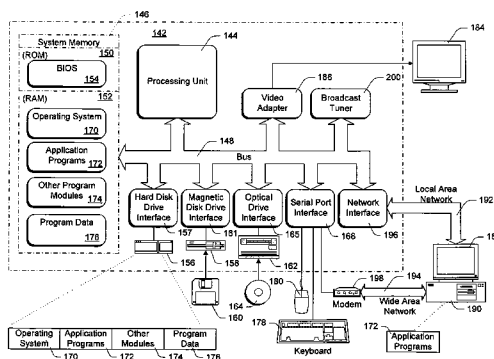 146
142
144
184
System Memory
(ROM) 150
BIOS
154
(RAM) 152
Operating System
170
Application Programs 172
Other Program Modules 174
Program Data
176
Processing Unit
186
Video Adapter
200
Broadcast Tuner
148
Bus
Hard Disk Drive Interface
157
Magnetic Disk Drive Interface
181
Optical Drive Interface
165
Serial Port Interface
168
Network Interface
196
Local Area Network
192
156
158
160
162
164
180
178
Keyboard
198
Modem
194
Wide Area Network
190
172
Application Programs
Operating System
170
Application Programs
172
Other Modules
174
Program Data
176